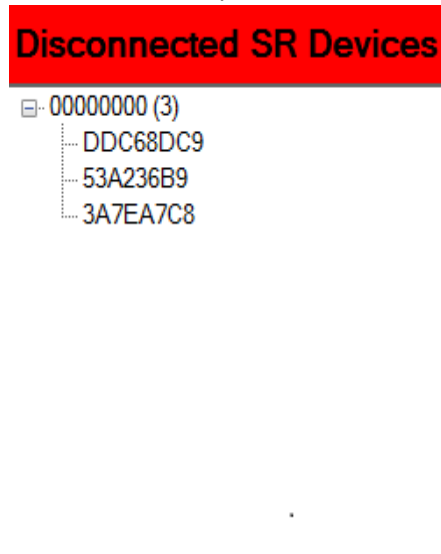 Disconnected SR Devices
00000000 (3)
DDC68DC9
53A236B9
3A7EA7C8